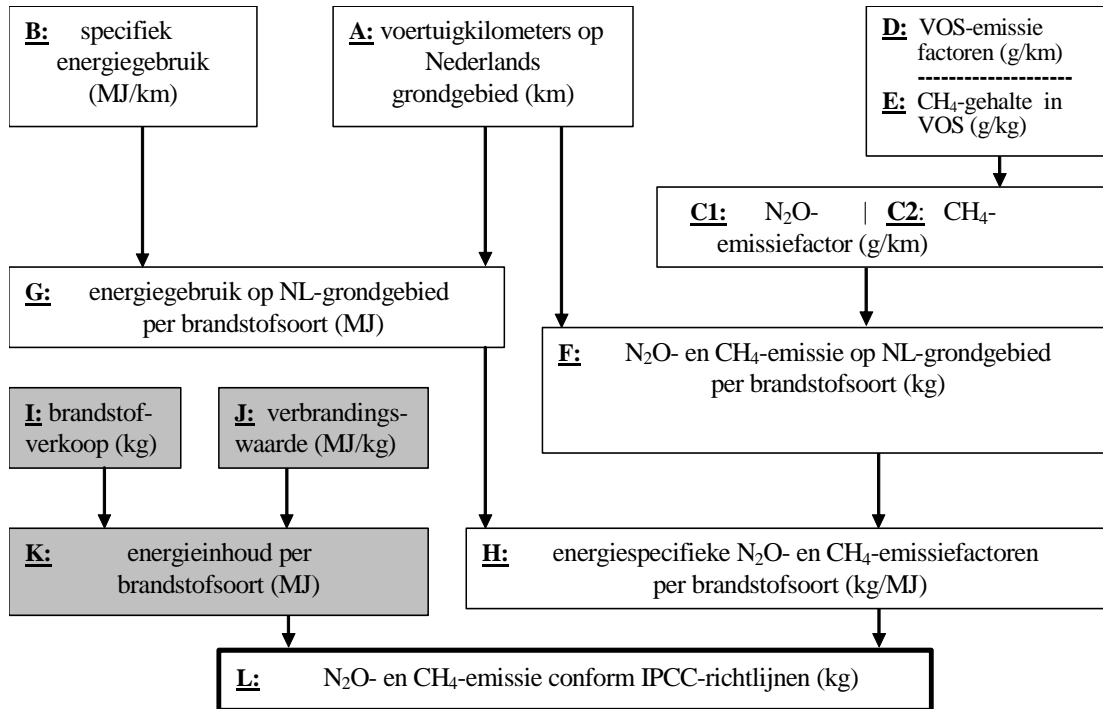 B: specifiek
energiegebruik
(MJ/km)
A: voertuigkilometers op
Nederlands
grondgebied (km)
D: VOS-emissie
factoren (g/km)
--------------------
E: CH₄-gehalte in
VOS (g/kg)
C1: N₂O- | C2: CH₄-
emissiefactor (g/km)
G: energiegebruik op NL-grondgebied
per brandstofsoort (MJ)
F: N₂O- en CH₄-emissie op NL-grondgebied
per brandstofsoort (kg)
I: brandstof-
verkoop (kg)
J: verbrandings-
waarde (MJ/kg)
K: energieinhoud per
brandstofsoort (MJ)
H: energiespecifieke N₂O- en CH₄-emissiefactoren
per brandstofsoort (kg/MJ)
L: N₂O- en CH₄-emissie conform IPCC-richtlijnen (kg)